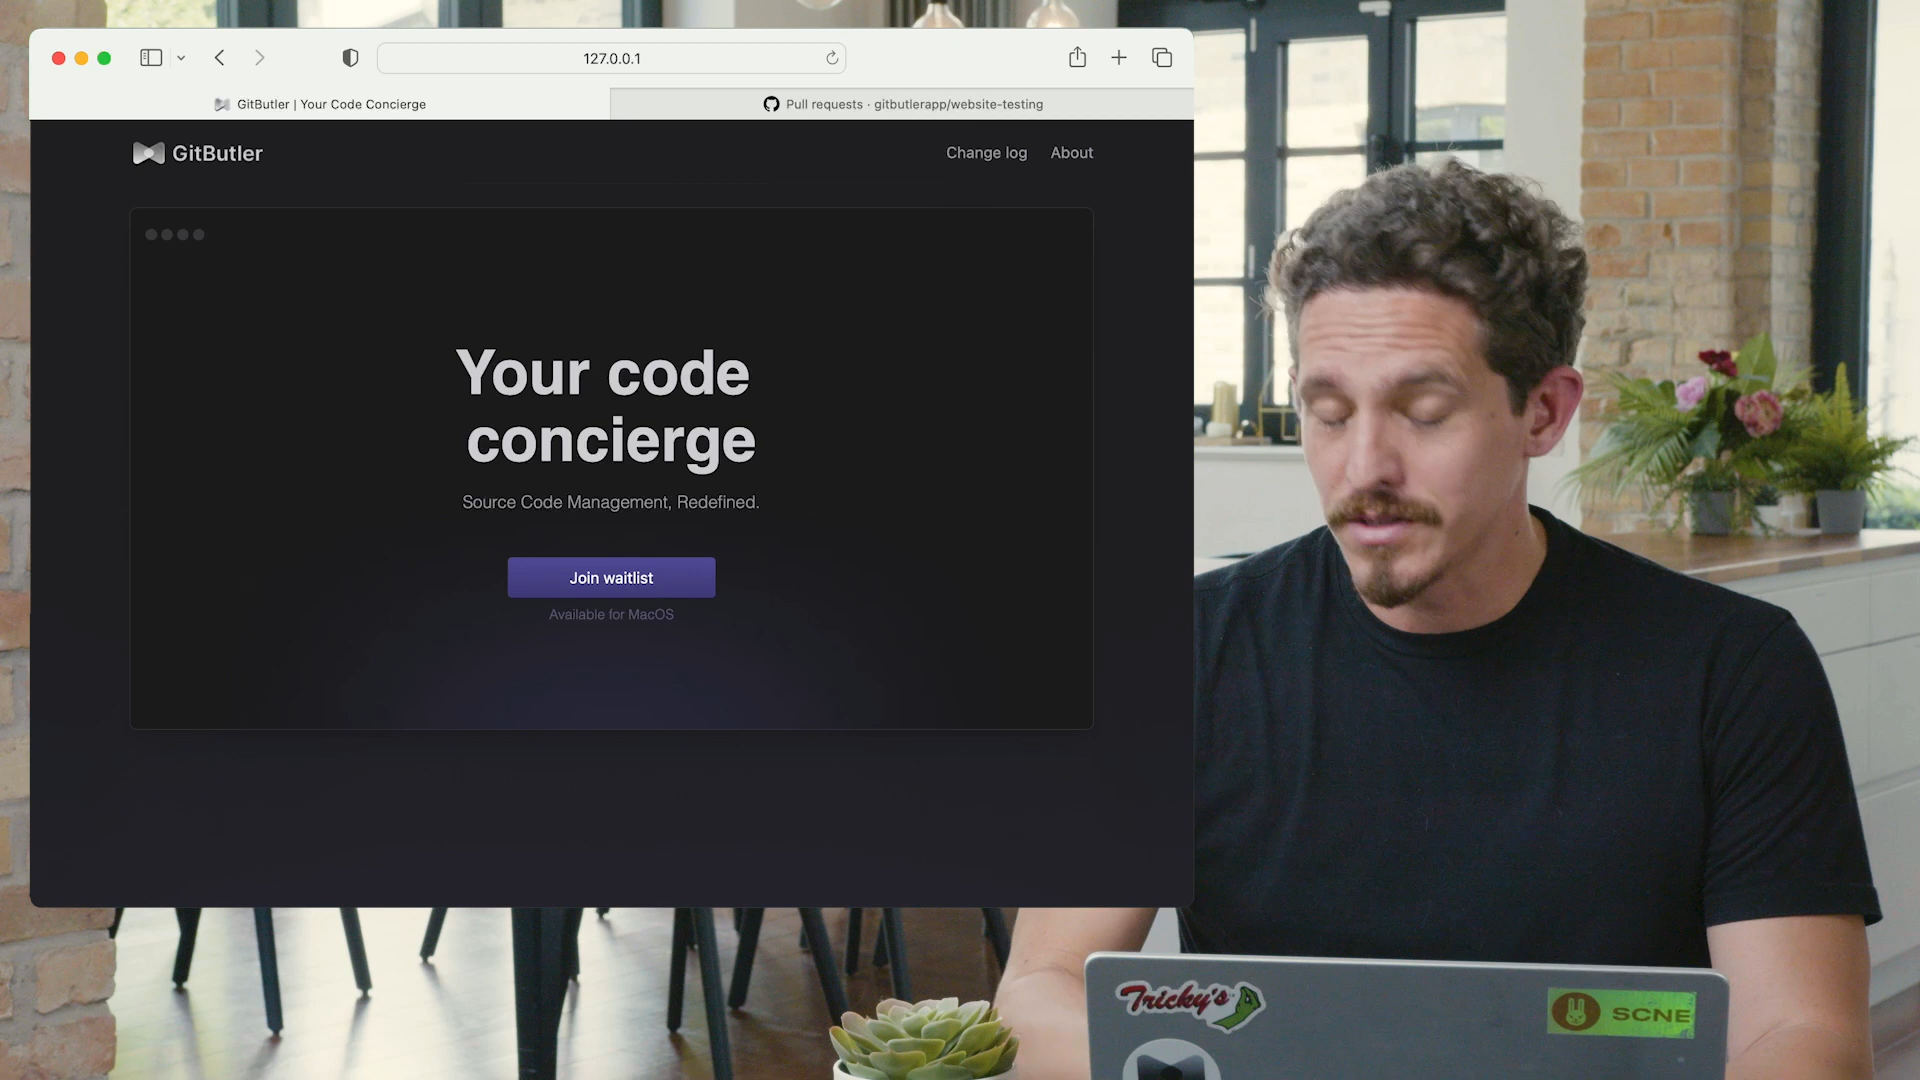 127.0.0.1
GitButler | Your Code Concierge
Pull requests · gitbutlerapp/website-testing
GitButler
Change log
About
Your code
concierge
Source Code Management, Redefined.
Join waitlist
Available for MacOS
Tricky's
SCNE